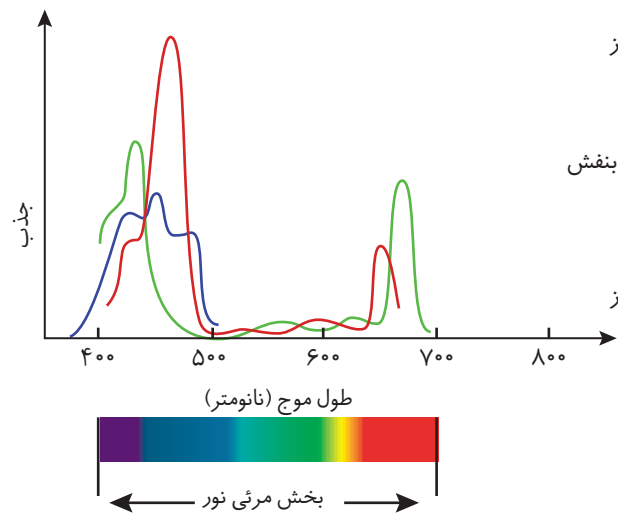 ز
بنفش
ز
جذب
۴۰۰ ۵۰۰ ۶۰۰ ۷۰۰ ۸۰۰
طول موج (نانومتر)
بخش مرئی نور